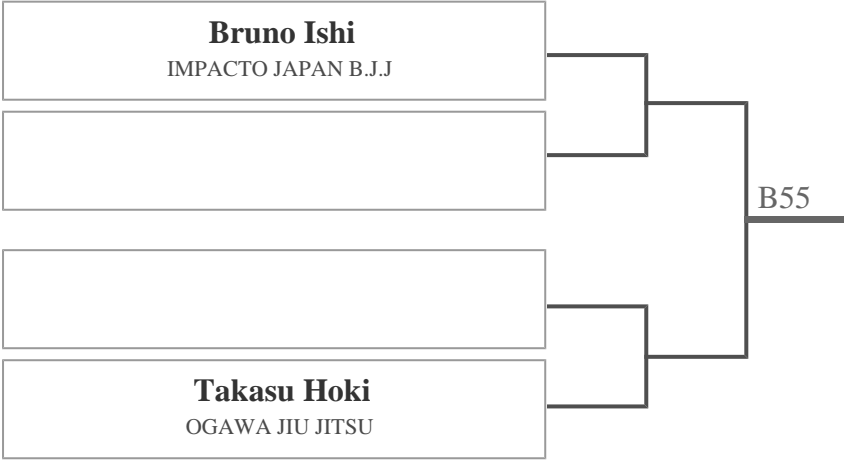 Bruno Ishi
IMPACTO JAPAN B.J.J
B55
Takasu Hoki
OGAWA JIU JITSU